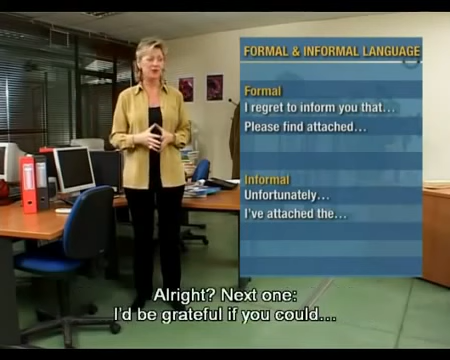 FORMAL & INFORMAL LANGUAGE
Formal
I regret to inform you that...
Please find attached...
Informal
Unfortunately...
I've attached the...
Alright? Next one:
I'd be grateful if you could...